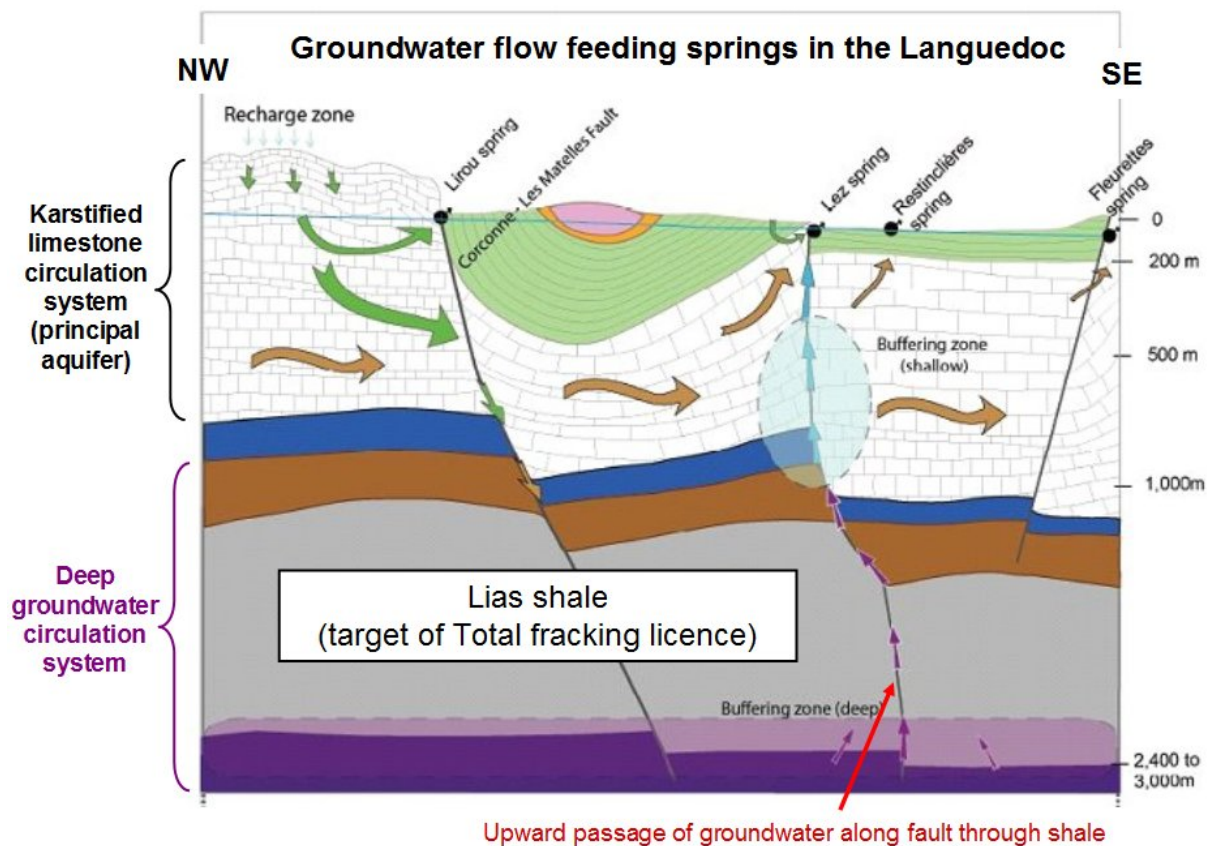 Groundwater flow feeding springs in the Languedoc
NW
SE
Recharge zone
Lirou spring
Corconne - Les Matelles Fault
Lez spring
Restinclières
spring
Fleurettes
spring
Karstified
limestone
circulation
system
(principal
aquifer)
0
200 m
500 m
1,000m
2,400 to
3,000m
Buffering zone
(shallow)
Deep
groundwater
circulation
system
Lias shale
(target of Total fracking licence)
Buffering zone (deep)
Upward passage of groundwater along fault through shale